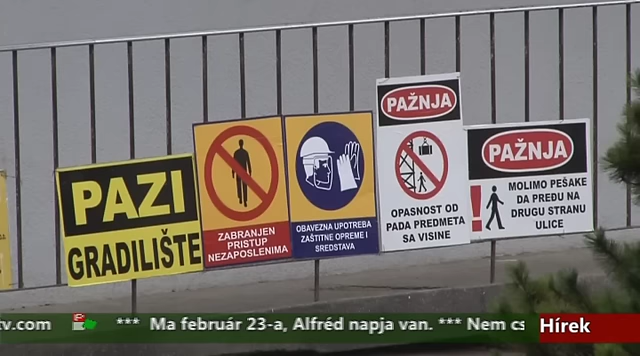 PAZI
GRADILIŠTE
ZABRANJEN
PRISTUP
NEZAPOSLENIMA
OBAVEZNA UPOTREBA
ZAŠTITNE OPREME I
SREDSTAVA
PAŽNJA
OPASNOST OD
PADA PREDMETA
SA VISINE
PAŽNJA
MOLIMO PEŠAKE
DA PREĐU NA
DRUGU STRANU
ULICE
tv.com *** Ma február 23-a, Alfréd napja van. *** Nem cs
Hírek